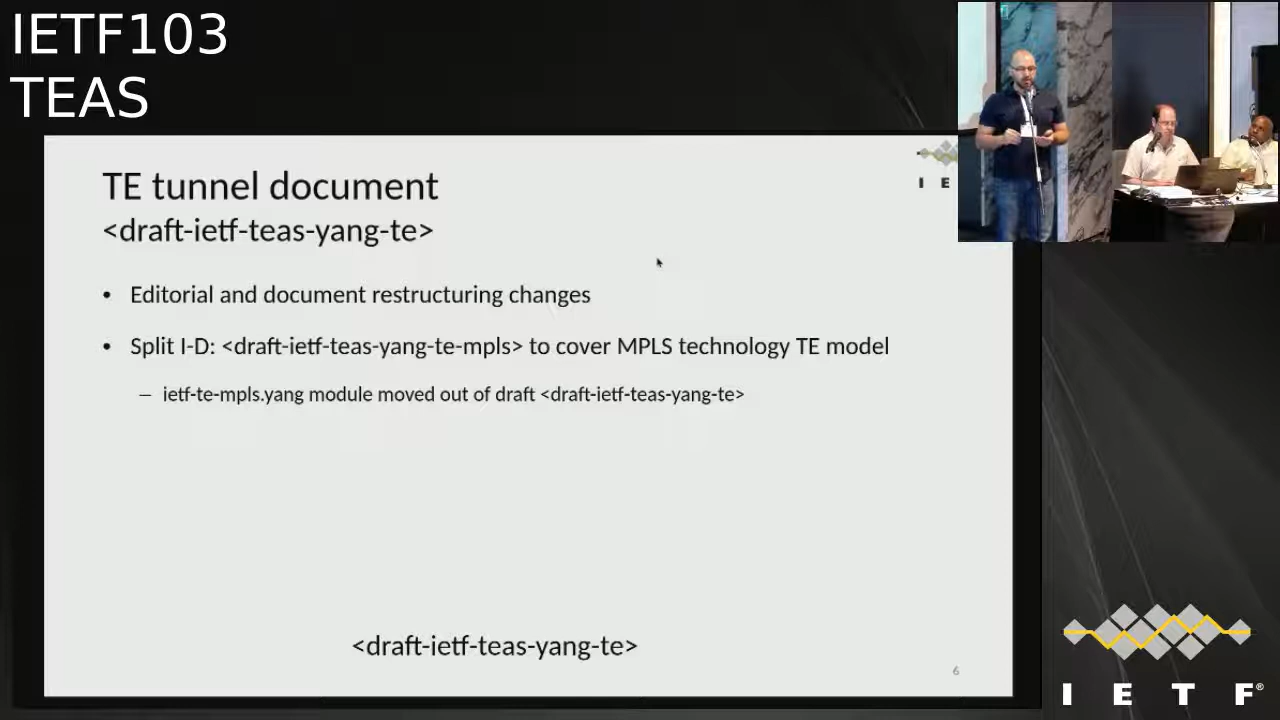 IETF103
TEAS
TE tunnel document
<draft-ietf-teas-yang-te>
I E
• Editorial and document restructuring changes
• Split I-D: <draft-ietf-teas-yang-te-mpls> to cover MPLS technology TE model
– ietf-te-mpls.yang module moved out of draft <draft-ietf-teas-yang-te>
<draft-ietf-teas-yang-te>
6
I E T F®